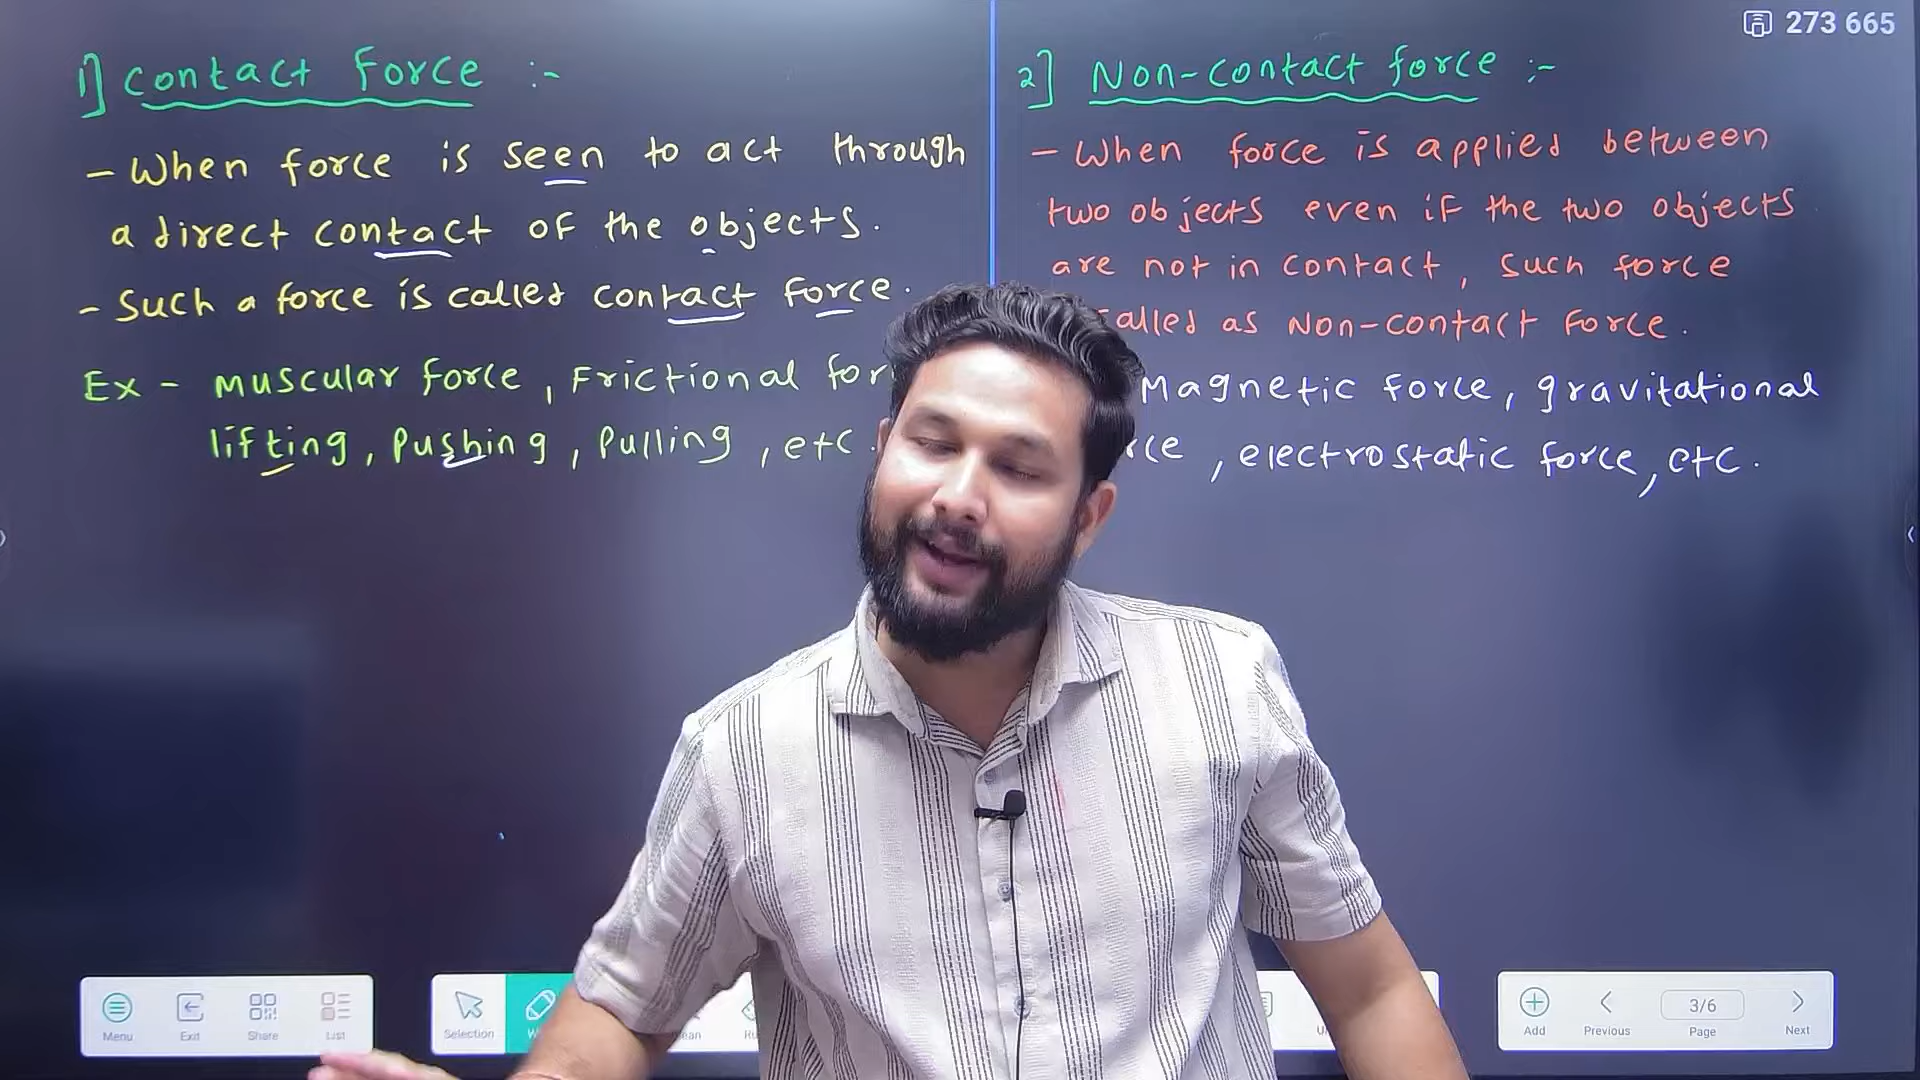 273 665
1] Contact Force :-
- When force is seen to act through
a direct contact of the objects.
- Such a force is called contact force.
Ex - Muscular force, Frictional for
lifting, Pushing, Pulling, etc.
2] Non-contact force :-
- When force is applied between
two objects even if the two objects
are not in contact, such force
called as Non-contact Force.
Magnetic force, gravitational
rce, electrostatic force, etc.
Menu Exit Share List
Selection
Add Previous 3/6 Page Next